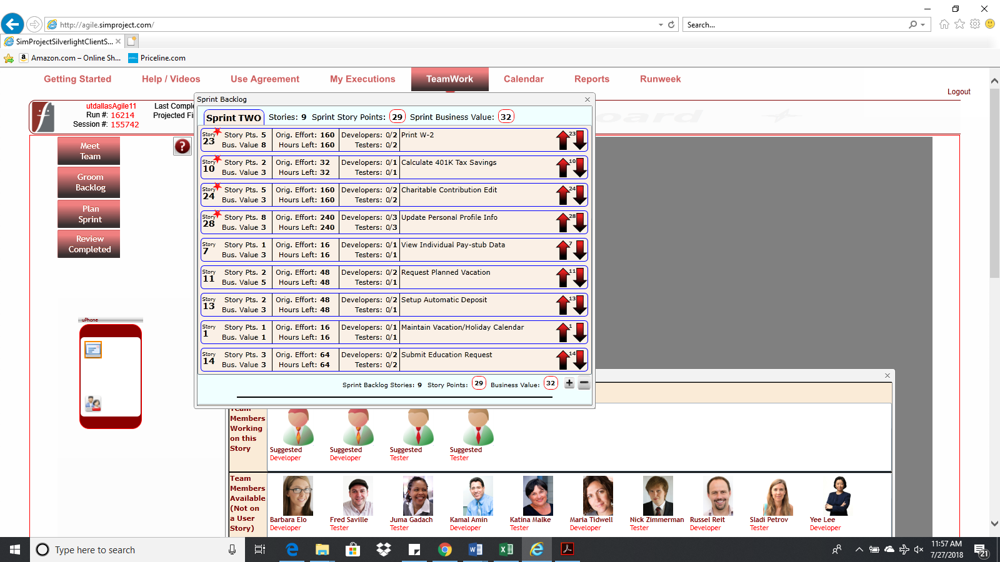 http://agile.simproject.com/
Search...
SimProjectSilverlightClientS...
Amazon.com – Online Sh...
Priceline.com
Getting Started
Help / Videos
Use Agreement
My Executions
TeamWork
Calendar
Reports
Runweek
Logout
utdallasAgile11
Run #: 16214
Session #: 155742
Last Comple
Projected Fi
Meet
Team
Groom
Backlog
Plan
Sprint
Review
Completed
?
uPhone
Sprint Backlog
Sprint TWO Stories: 9 Sprint Story Points: 29 Sprint Business Value: 32
Story Story Pts. 5 Orig. Effort: 160 Developers: 0/2 Print W-2 23
23 Bus. Value 8 Hours Left: 160 Testers: 0/2
Story Story Pts. 2 Orig. Effort: 32 Developers: 0/1 Calculate 401K Tax Savings 10
10 Bus. Value 3 Hours Left: 32 Testers: 0/1
Story Story Pts. 5 Orig. Effort: 160 Developers: 0/2 Charitable Contribution Edit 24
24 Bus. Value 3 Hours Left: 160 Testers: 0/2
Story Story Pts. 8 Orig. Effort: 240 Developers: 0/3 Update Personal Profile Info 28
28 Bus. Value 3 Hours Left: 240 Testers: 0/3
Story Story Pts. 1 Orig. Effort: 16 Developers: 0/1 View Individual Pay-stub Data 7
7 Bus. Value 3 Hours Left: 16 Testers: 0/1
Story Story Pts. 2 Orig. Effort: 48 Developers: 0/2 Request Planned Vacation 11
11 Bus. Value 5 Hours Left: 48 Testers: 0/1
Story Story Pts. 2 Orig. Effort: 48 Developers: 0/2 Setup Automatic Deposit 13
13 Bus. Value 3 Hours Left: 48 Testers: 0/1
Story Story Pts. 1 Orig. Effort: 16 Developers: 0/1 Maintain Vacation/Holiday Calendar 1
1 Bus. Value 1 Hours Left: 16 Testers: 0/1
Story Story Pts. 3 Orig. Effort: 64 Developers: 0/2 Submit Education Request 14
14 Bus. Value 3 Hours Left: 64 Testers: 0/2
Sprint Backlog Stories: 9 Story Points: 29 Business Value: 32
Team
Members
Working
on this
Story
Suggested
Developer
Suggested
Developer
Suggested
Tester
Suggested
Tester
Team
Members
Available
(Not on
a User
Story)
Barbara Elo
Developer
Fred Saville
Tester
Juma Gadach
Tester
Kamal Amin
Developer
Katina Malke
Tester
Maria Tidwell
Developer
Nick Zimmerman
Tester
Russel Reit
Developer
Sladi Petrov
Tester
Yee Lee
Developer
Type here to search
11:57 AM
7/27/2018
21